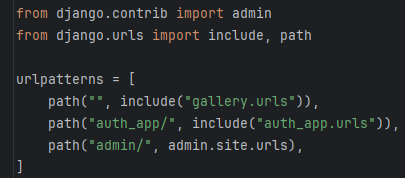 from django.contrib import admin
from django.urls import include, path

urlpatterns = [
    path("", include("gallery.urls")),
    path("auth_app/", include("auth_app.urls")),
    path("admin/", admin.site.urls),
]